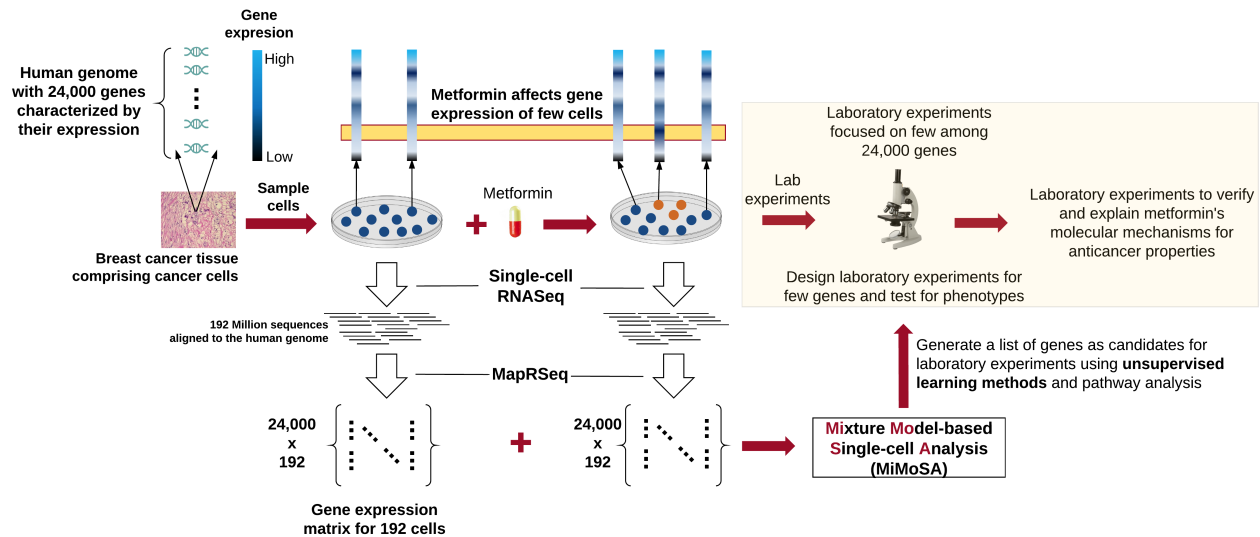 Gene
expresion
High
Low
Human genome
with 24,000 genes
characterized by
their expression
Breast cancer tissue
comprising cancer cells
Sample
cells
Metformin affects gene
expression of few cells
Metformin
Lab
experiments
Laboratory experiments
focused on few among
24,000 genes
Design laboratory experiments for
few genes and test for phenotypes
Laboratory experiments to verify
and explain metformin's
molecular mechanisms for
anticancer properties
Single-cell
RNASeq
192 Million sequences
aligned to the human genome
MapRSeq
24,000
x
192
24,000
x
192
Gene expression
matrix for 192 cells
Generate a list of genes as candidates for
laboratory experiments using unsupervised
learning methods and pathway analysis
Mixture Model-based
Single-cell Analysis
(MiMoSA)